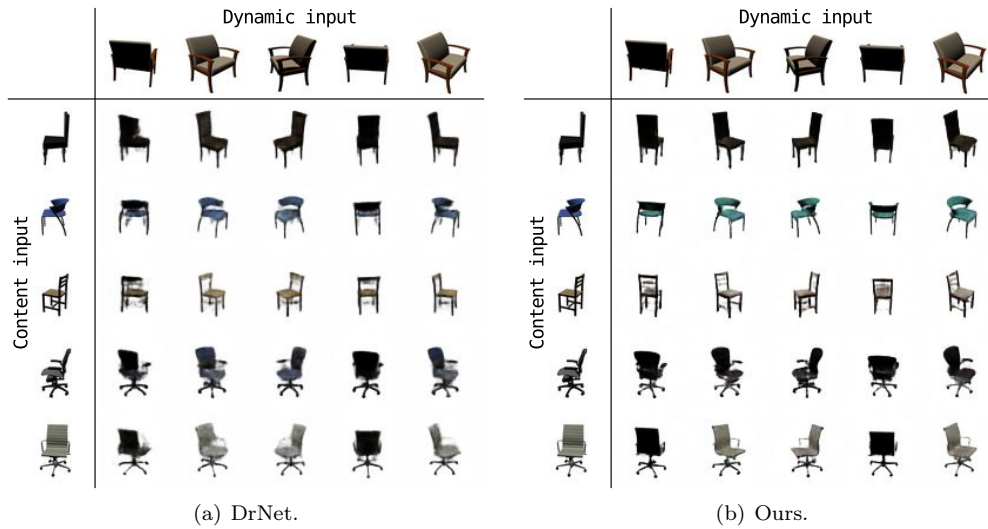 Dynamic input
Dynamic input
Content input
Content input
(a) DrNet.
(b) Ours.